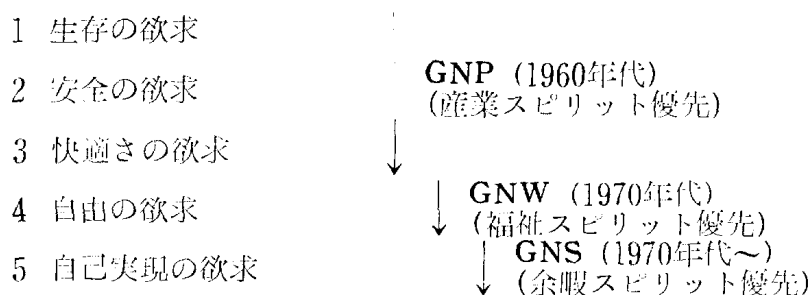 1 生存の欲求
GNP (1960年代)
2 安全の欲求
(産業スピリット優先)
3 快適さの欲求
GNW (1970年代)
4 自由の欲求
(福祉スピリット優先)
GNS (1970年代～)
5 自己実現の欲求
(余暇スピリット優先)